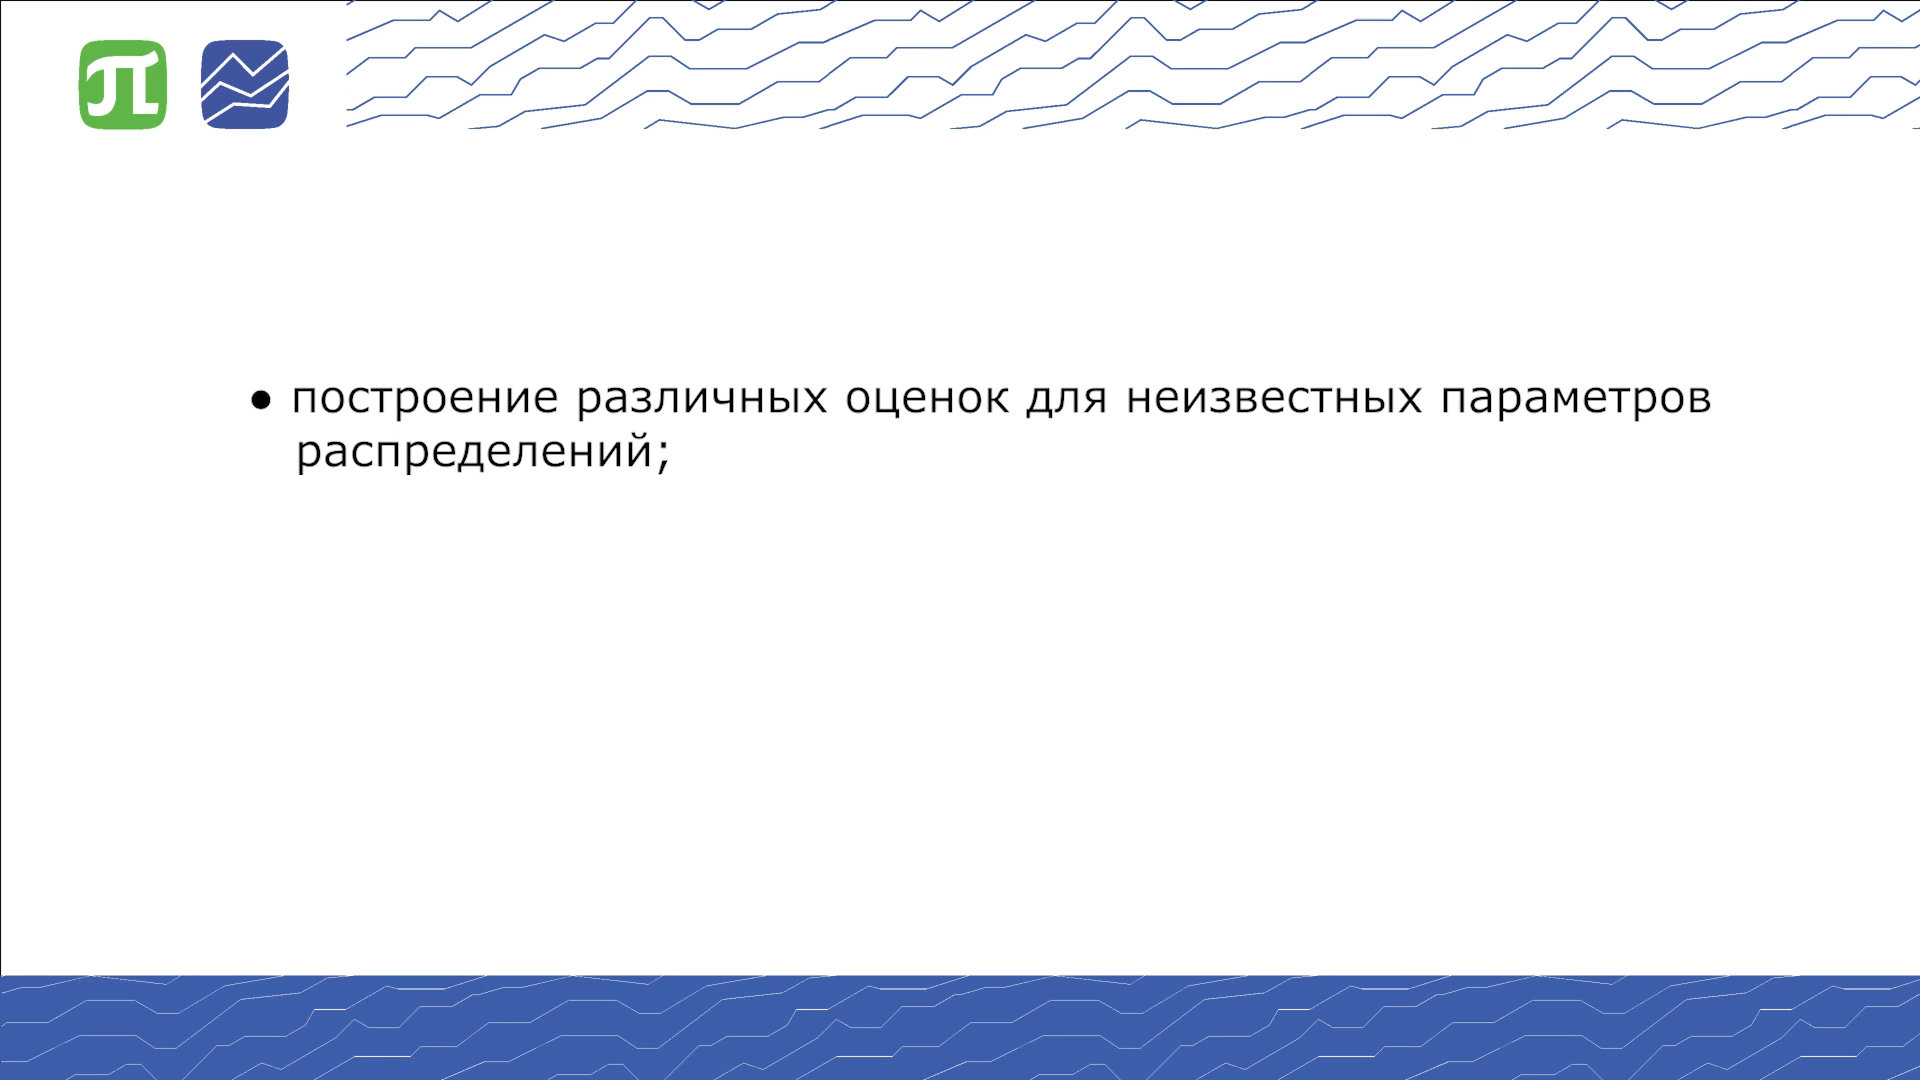 ● построение различных оценок для неизвестных параметров
распределений;